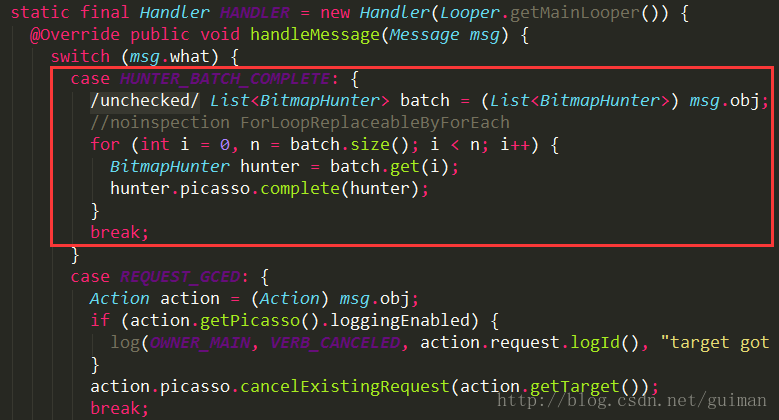 static final Handler HANDLER = new Handler(Looper.getMainLooper()) {
@Override public void handleMessage(Message msg) {
switch (msg.what) {
case HUNTER_BATCH_COMPLETE: {
/unchecked/ List<BitmapHunter> batch = (List<BitmapHunter>) msg.obj;
//noinspection ForLoopReplaceableByForEach
for (int i = 0, n = batch.size(); i < n; i++) {
BitmapHunter hunter = batch.get(i);
hunter.picasso.complete(hunter);
}
break;
}
case REQUEST_GCED: {
Action action = (Action) msg.obj;
if (action.getPicasso().loggingEnabled) {
log(OWNER_MAIN, VERB_CANCELED, action.request.logId(), "target got
}
action.picasso.cancelExistingRequest(action.getTarget());
break;
http://blog.csdn.net/guiman